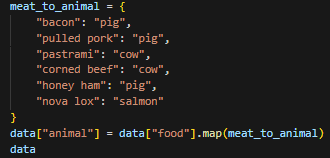 meat_to_animal = {
    "bacon": "pig",
    "pulled pork": "pig",
    "pastrami": "cow",
    "corned beef": "cow",
    "honey ham": "pig",
    "nova lox": "salmon"
}
data["animal"] = data["food"].map(meat_to_animal)
data